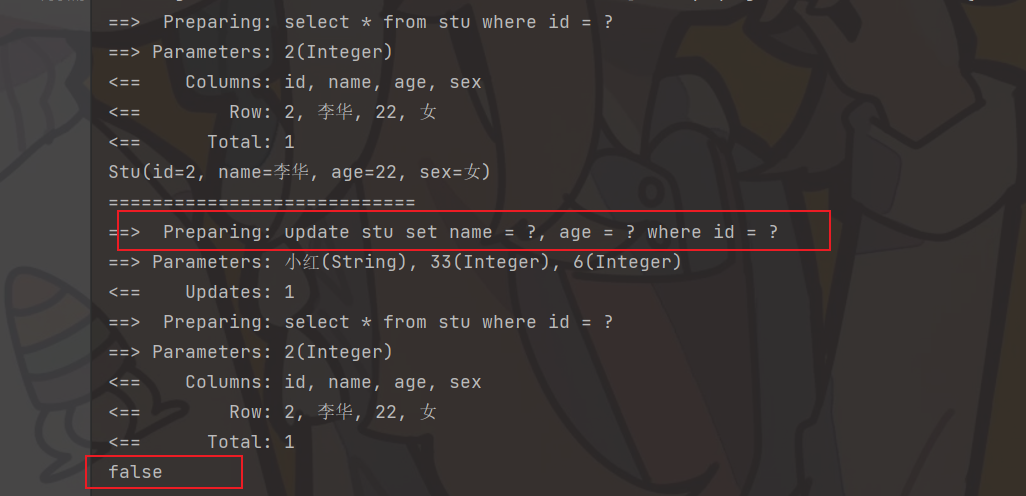 ==>  Preparing: select * from stu where id = ?
==> Parameters: 2(Integer)
<==    Columns: id, name, age, sex
<==        Row: 2, 李华, 22, 女
<==      Total: 1
Stu(id=2, name=李华, age=22, sex=女)
============================
==>  Preparing: update stu set name = ?, age = ? where id = ?
==> Parameters: 小红(String), 33(Integer), 6(Integer)
<==    Updates: 1
==>  Preparing: select * from stu where id = ?
==> Parameters: 2(Integer)
<==    Columns: id, name, age, sex
<==        Row: 2, 李华, 22, 女
<==      Total: 1
false